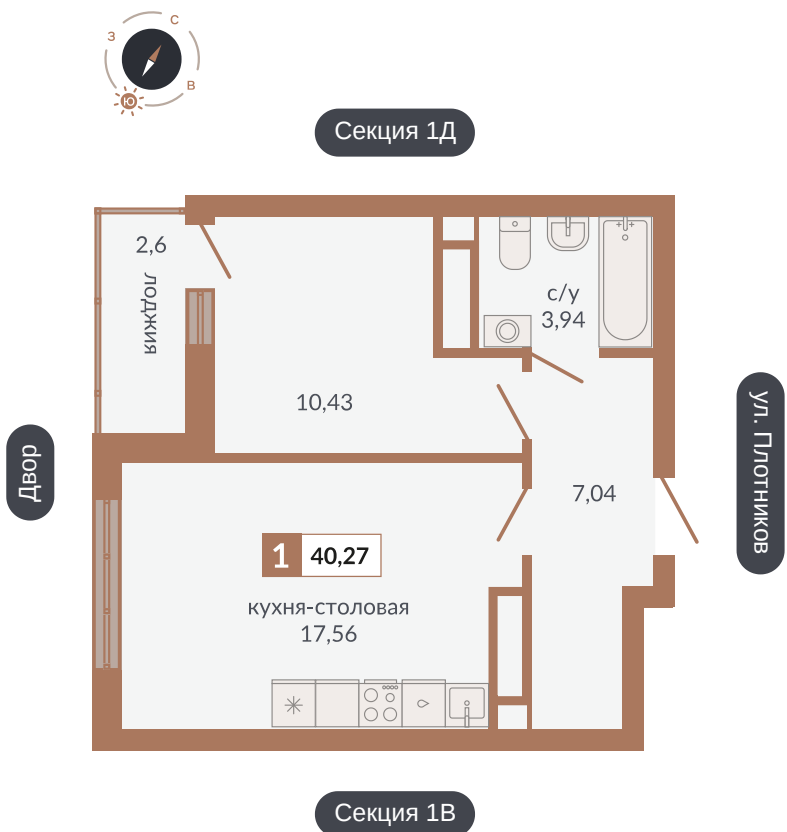 С
З
В
Ю
Секция 1Д
2,6
лоджия
с/у
3,94
10,43
Двор
ул. Плотников
7,04
1 40,27
кухня-столовая
17,56
Секция 1В